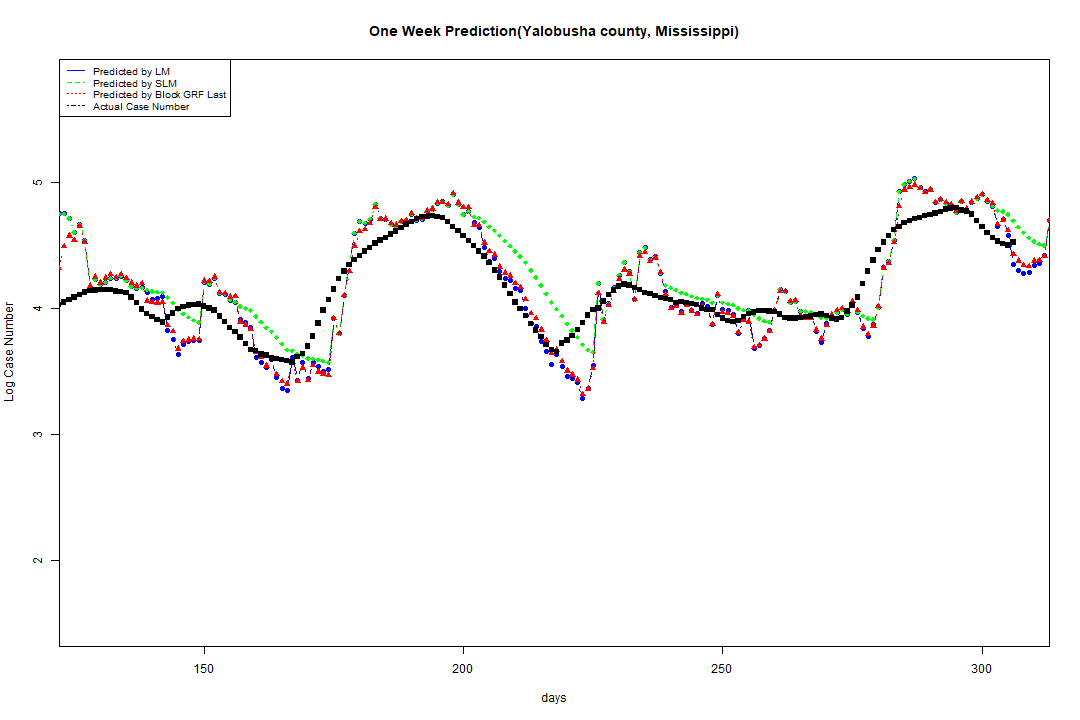 One Week Prediction(Yalobusha county, Mississippi)
Predicted by LM
Predicted by SLM
Predicted by Block GRF Last
Actual Case Number
5
4
3
2
Log Case Number
150
200
250
300
days